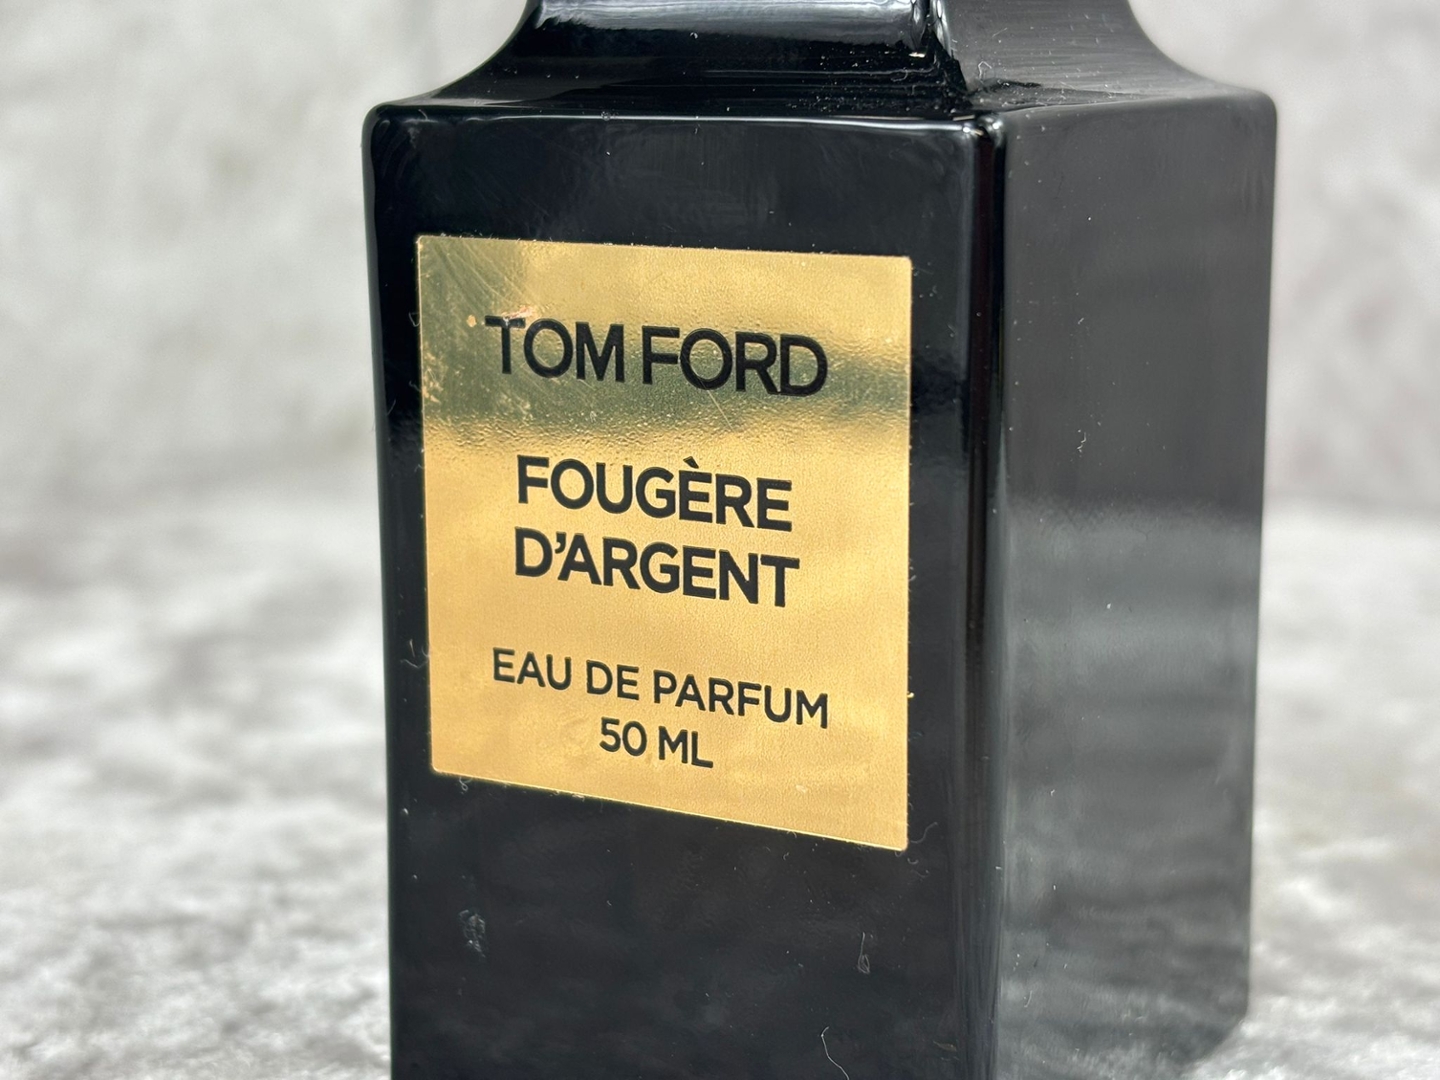 TOM FORD
FOUGÈRE
D’ARGENT
EAU DE PARFUM
50 ML